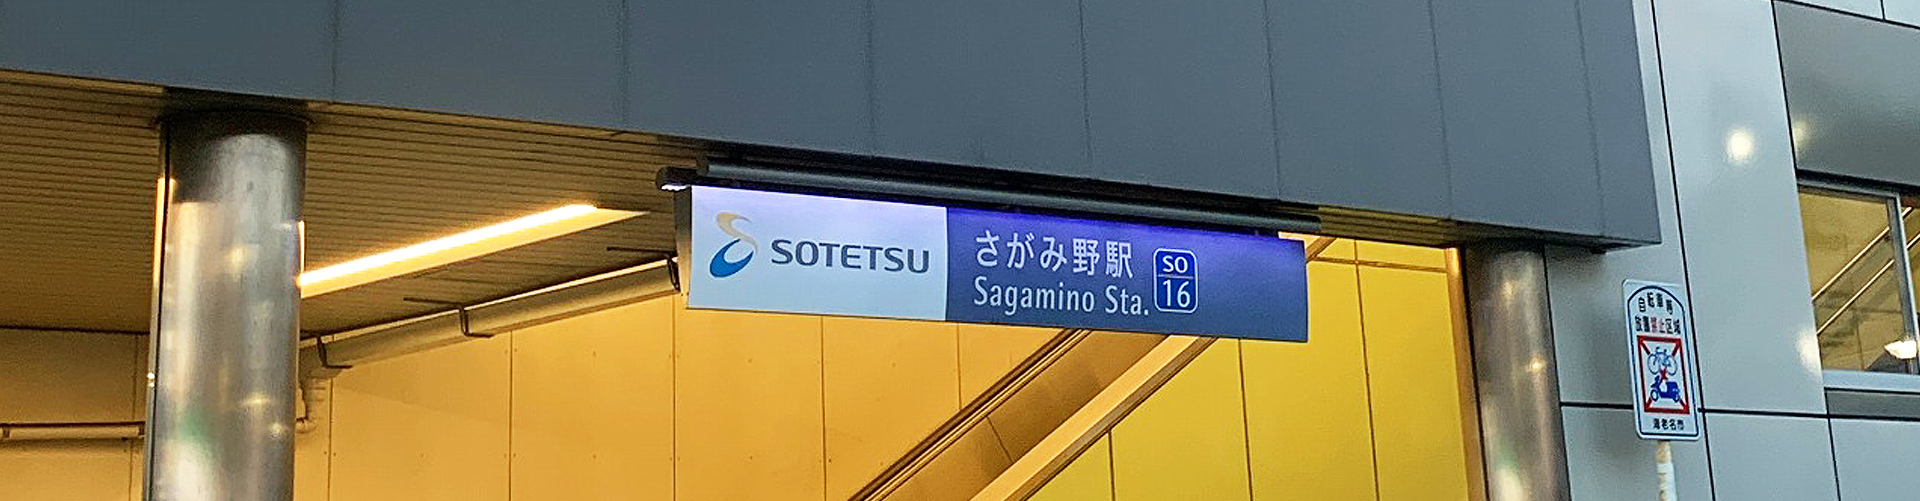 SOTETSU
さがみ野駅
Sagamino Sta.
SO
16
自転車等
放置禁止区域
海老名市